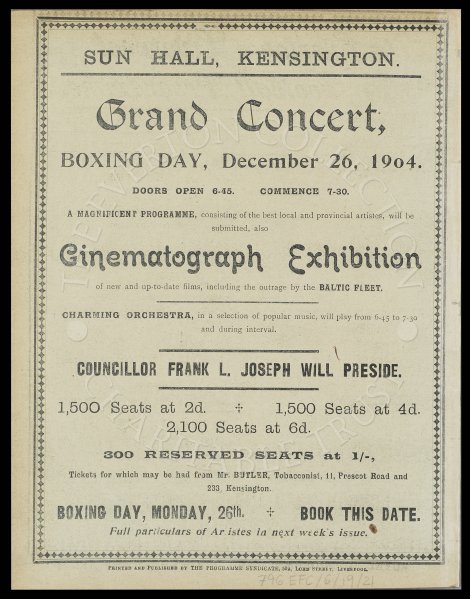 SUN HALL, KENSINGTON.
Grand Concert,
BOXING DAY, December 26, 1904.
DOORS OPEN 6-45. COMMENCE 7-30.
A MAGNIFICENT PROGRAMME, consisting of the best local and provincial artistes, will be
submitted, also
Cinematograph Exhibition
of new and up-to-date films, including the outrage by the BALTIC FLEET.
CHARMING ORCHESTRA, in a selection of popular music, will play from 6-45 to 7-30
and during interval.
COUNCILLOR FRANK L. JOSEPH WILL PRESIDE.
1,500 Seats at 2d. ÷ 1,500 Seats at 4d.
2,100 Seats at 6d.
300 RESERVED SEATS at 1/-,
Tickets for which may be had from Mr. BUTLER, Tobacconist, 11, Prescot Road and
233, Kensington.
BOXING DAY, MONDAY, 26th. ÷ BOOK THIS DATE.
Full particulars of Ar istes in next week's issue.
PRINTED AND PUBLISHED BY THE PROGRAMME SYNDICATE, LORD STREET, LIVERPOOL.
796 EFC/6/19/21
THE EVERTON COLLECTION
CHARITABLE TRUST